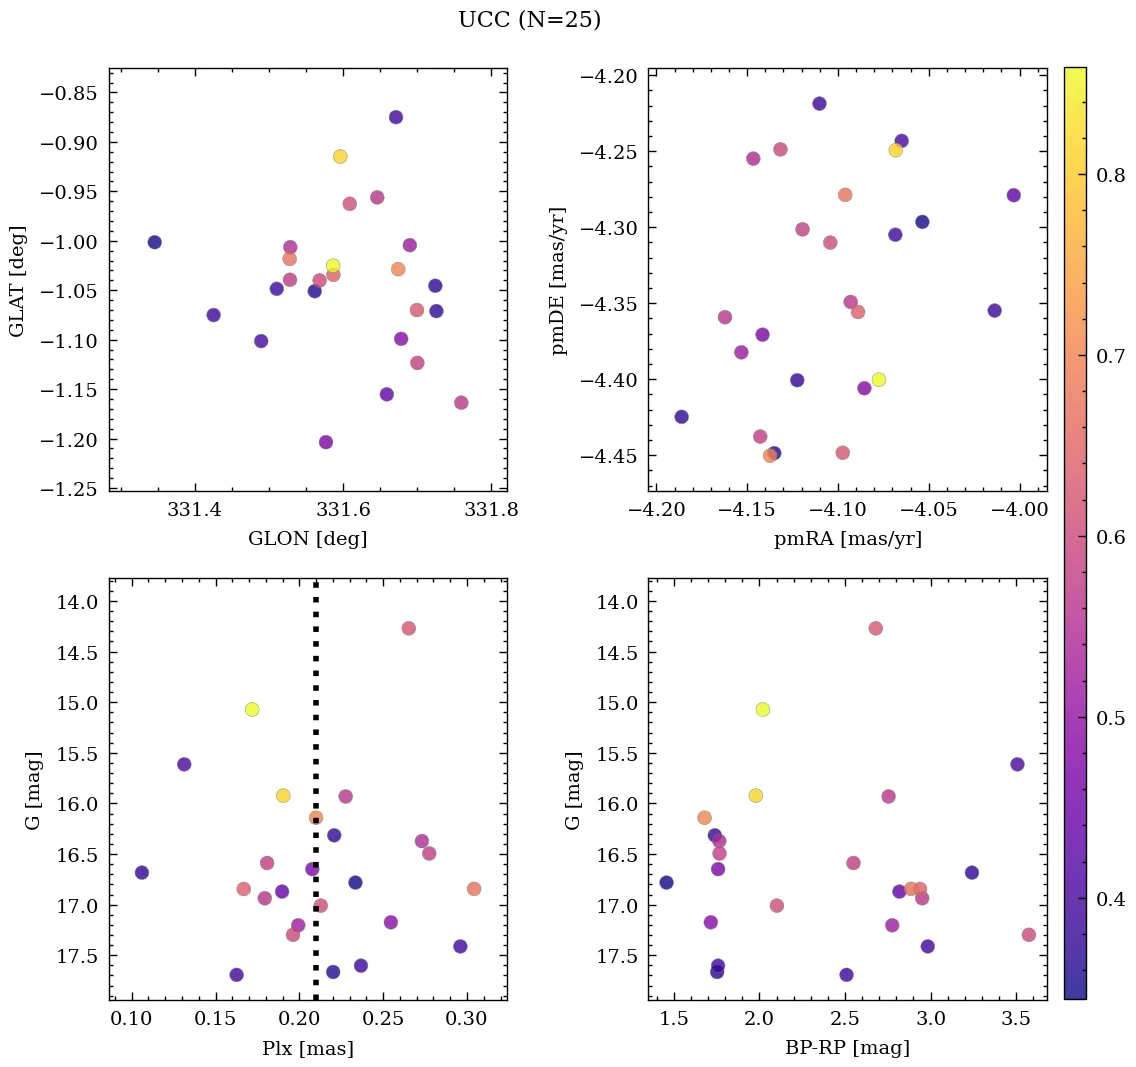 UCC (N=25)
−0.85
−0.90
−0.95
−1.00
−1.05
−1.10
−1.15
−1.20
−1.25
GLAT [deg]
331.4 331.6 331.8
GLON [deg]
−4.20
−4.25
−4.30
−4.35
−4.40
−4.45
pmDE [mas/yr]
−4.20 −4.15 −4.10 −4.05 −4.00
pmRA [mas/yr]
14.0
14.5
15.0
15.5
16.0
16.5
17.0
17.5
G [mag]
0.10 0.15 0.20 0.25 0.30
Plx [mas]
14.0
14.5
15.0
15.5
16.0
16.5
17.0
17.5
G [mag]
1.5 2.0 2.5 3.0 3.5
BP-RP [mag]
0.8
0.7
0.6
0.5
0.4